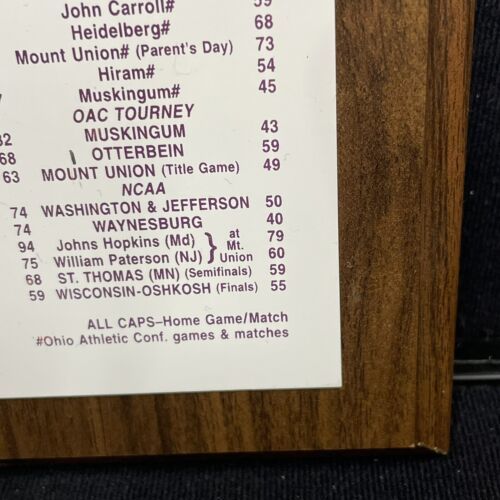 John Carroll# 59
Heidelberg# 68
Mount Union# (Parent's Day) 73
Hiram# 54
Muskingum# 45
OAC TOURNEY
MUSKINGUM 43
68 OTTERBEIN 59
63 MOUNT UNION (Title Game) 49
NCAA
74 WASHINGTON & JEFFERSON 50
74 WAYNESBURG 40
94 Johns Hopkins (Md) } at 79
75 William Paterson (NJ) } Mt. Union 60
68 ST. THOMAS (MN) (Semifinals) 59
59 WISCONSIN-OSHKOSH (Finals) 55
ALL CAPS–Home Game/Match
#Ohio Athletic Conf. games & matches